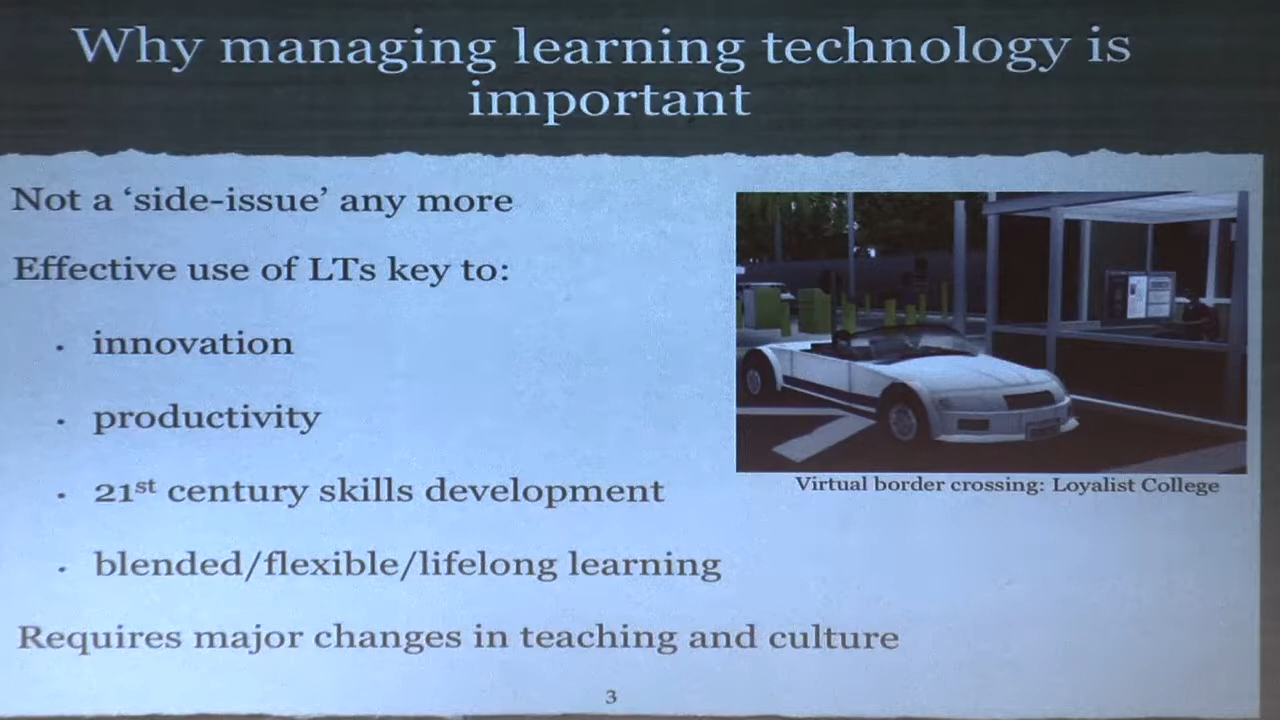 Why managing learning technology is
important
Not a ‘side-issue’ any more
Effective use of LTs key to:
• innovation
• productivity
• 21st century skills development
• blended/flexible/lifelong learning
Requires major changes in teaching and culture
Virtual border crossing: Loyalist College
3